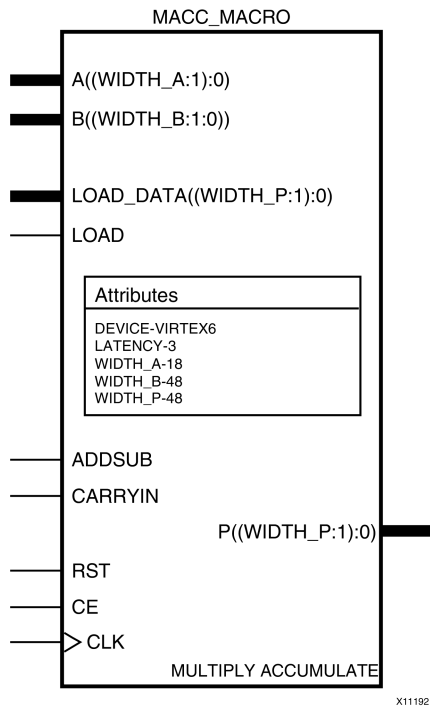 MACC_MACRO
A((WIDTH_A:1):0)
B((WIDTH_B:1:0))
LOAD_DATA((WIDTH_P:1):0)
LOAD
Attributes
DEVICE-VIRTEX6
LATENCY-3
WIDTH_A-18
WIDTH_B-48
WIDTH_P-48
ADDSUB
CARRYIN
P((WIDTH_P:1):0)
RST
CE
CLK
MULTIPLY ACCUMULATE
X11192